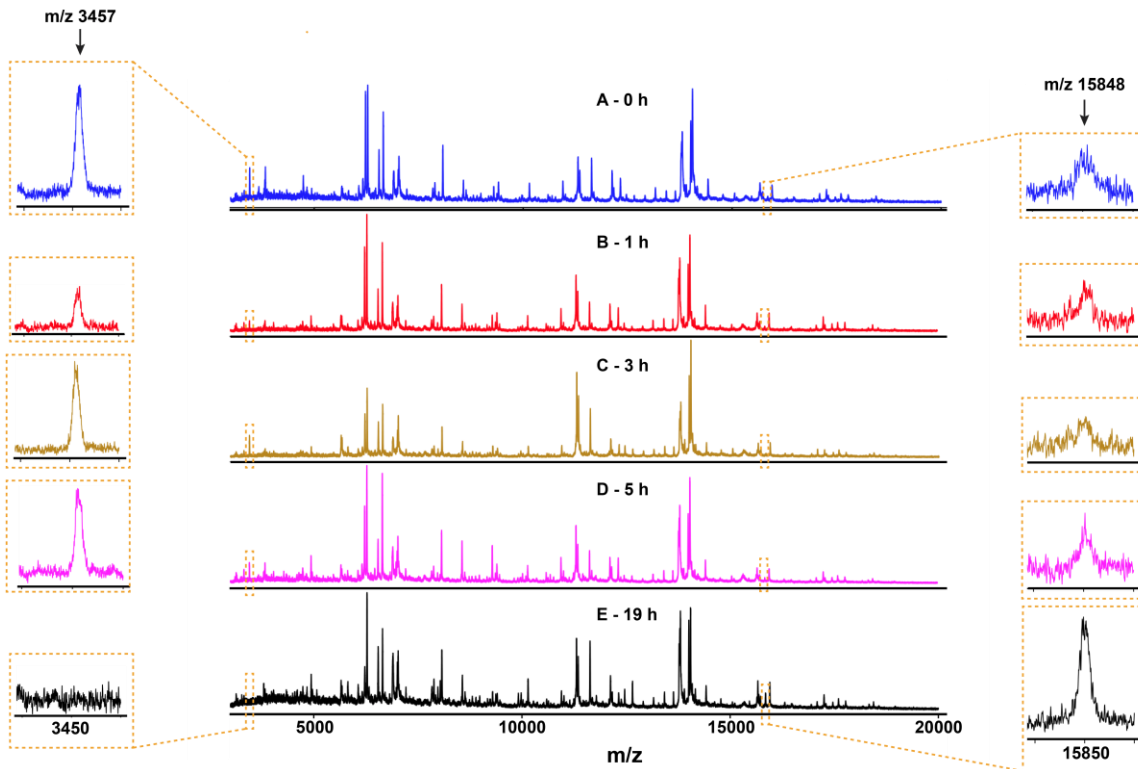 m/z 3457
m/z 15848
A - 0 h
B - 1 h
C - 3 h
D - 5 h
E - 19 h
3450
5000
10000
15000
20000
15850
m/z